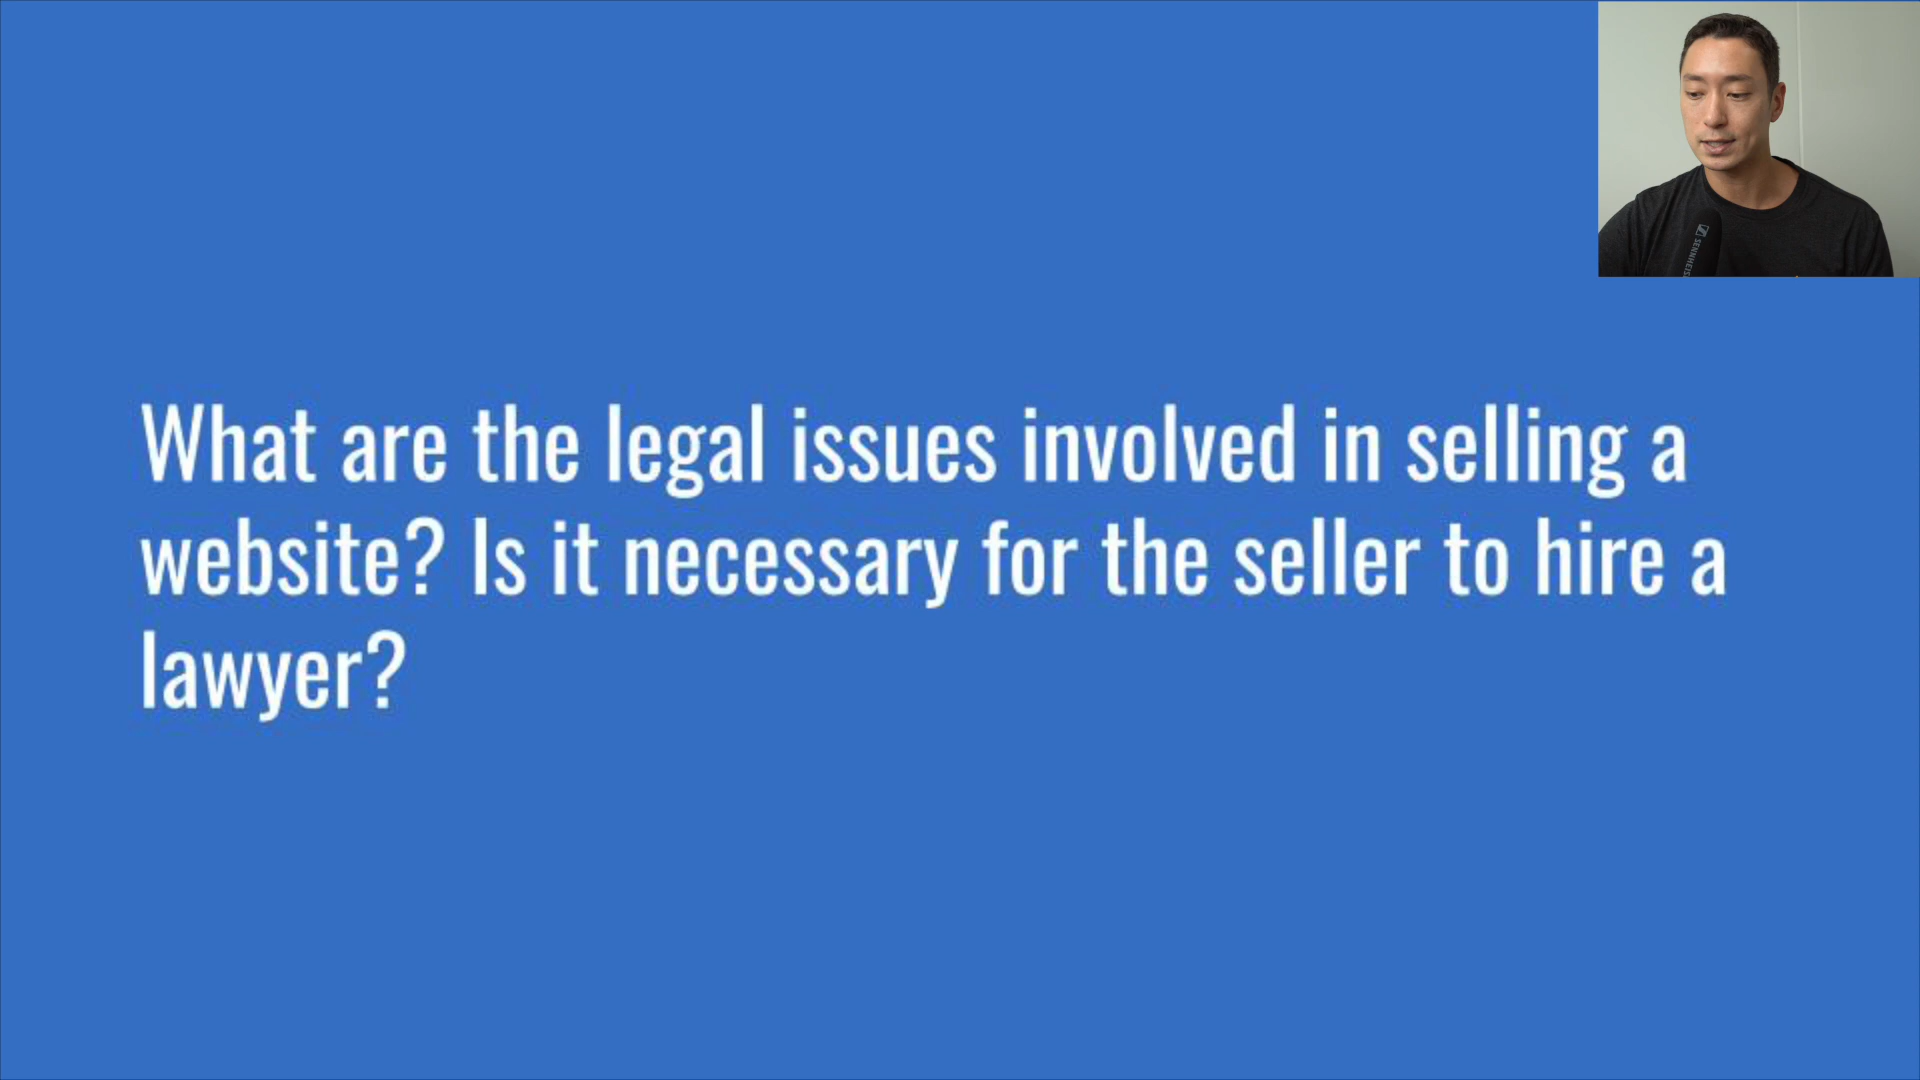 What are the legal issues involved in selling a
website? Is it necessary for the seller to hire a
lawyer?